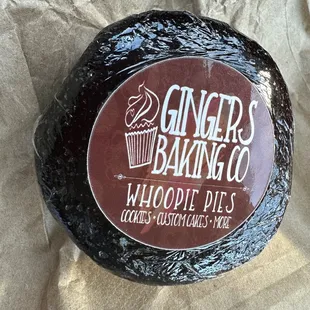 GINGERS
BAKING CO
WHOOPIE PIES
COOKIES • CUSTOM CAKES • MORE